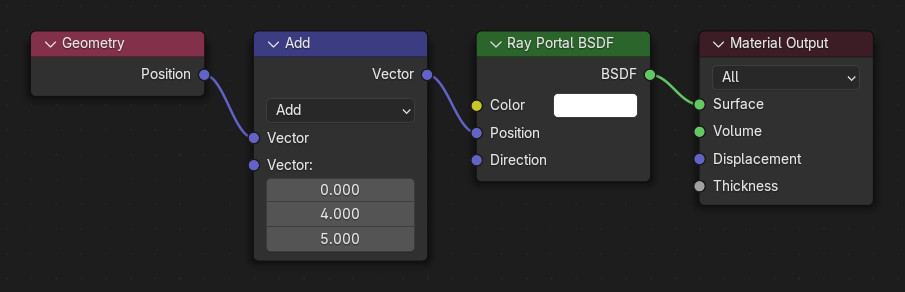 Geometry
Position
Add
Vector
Add
Vector
Vector:
0.000
4.000
5.000
Ray Portal BSDF
BSDF
Color
Position
Direction
Material Output
All
Surface
Volume
Displacement
Thickness